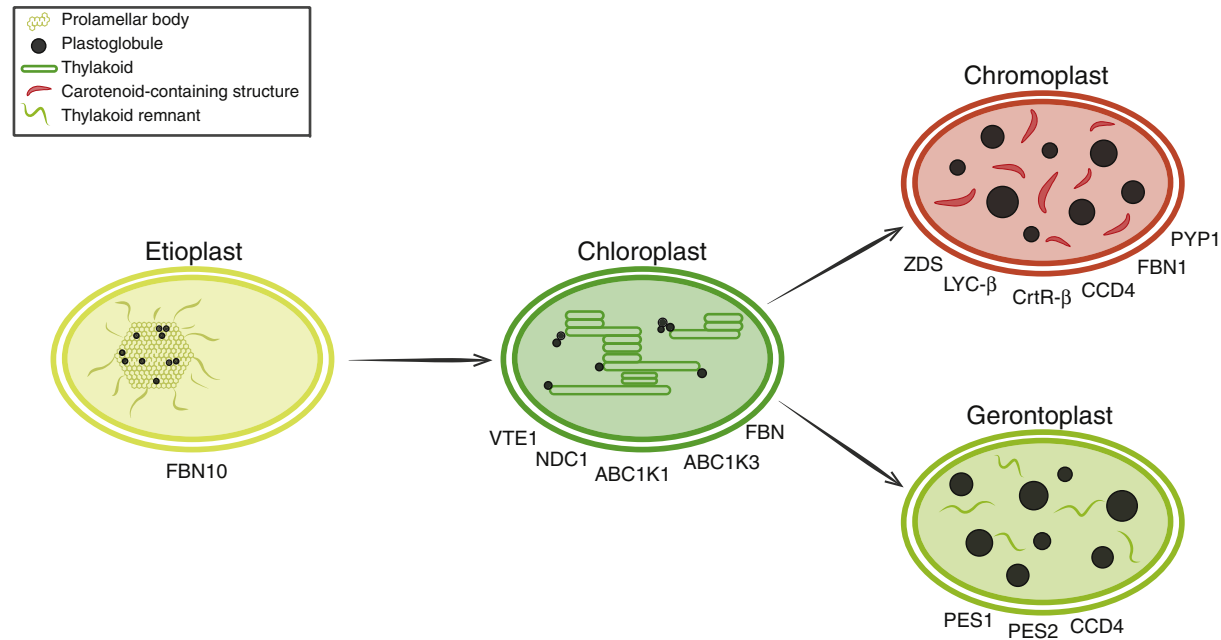 Prolamellar body
Plastoglobule
Thylakoid
Carotenoid-containing structure
Thylakoid remnant
Etioplast
FBN10
Chloroplast
VTE1
NDC1
ABC1K1
ABC1K3
FBN
Chromoplast
ZDS
LYC-β
CrtR-β
CCD4
FBN1
PYP1
Gerontoplast
PES1
PES2
CCD4